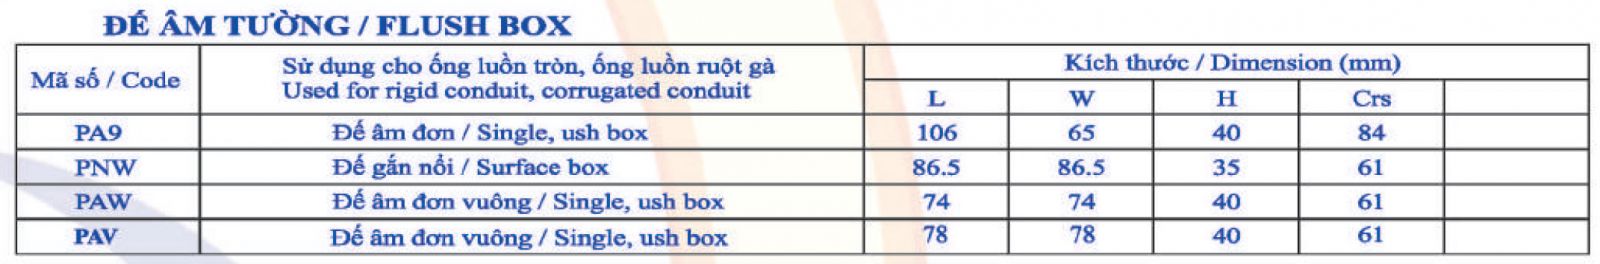 ĐẾ ÂM TƯỜNG / FLUSH BOX
Mã số / Code
Sử dụng cho ống luồn tròn, ống luồn ruột gà
Used for rigid conduit, corrugated conduit
Kích thước / Dimension (mm)
L W H Crs
PA9 Đế âm đơn / Single, ush box 106 65 40 84
PNW Đế gắn nổi / Surface box 86.5 86.5 35 61
PAW Đế âm đơn vuông / Single, ush box 74 74 40 61
PAV Đế âm đơn vuông / Single, ush box 78 78 40 61